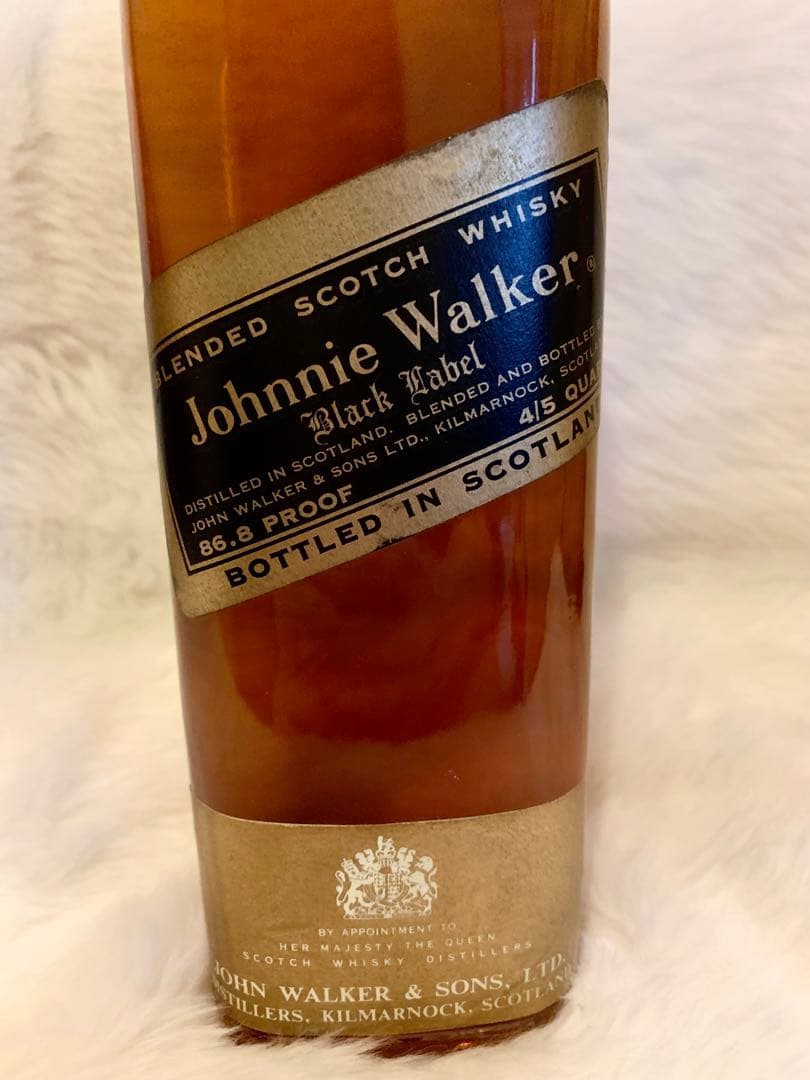 BLENDED SCOTCH WHISKY
Johnnie Walker ®
Black Label
DISTILLED IN SCOTLAND. BLENDED AND BOTTLED
JOHN WALKER & SONS LTD., KILMARNOCK,
86.8 PROOF 4/5
BOTTLED IN
BY APPOINTMENT TO
HER MAJESTY THE QUEEN
SCOTCH WHISKY DISTILLERS
JOHN WALKER & SONS, LTD.
DISTILLERS, KILMARNOCK, SCOTLAND